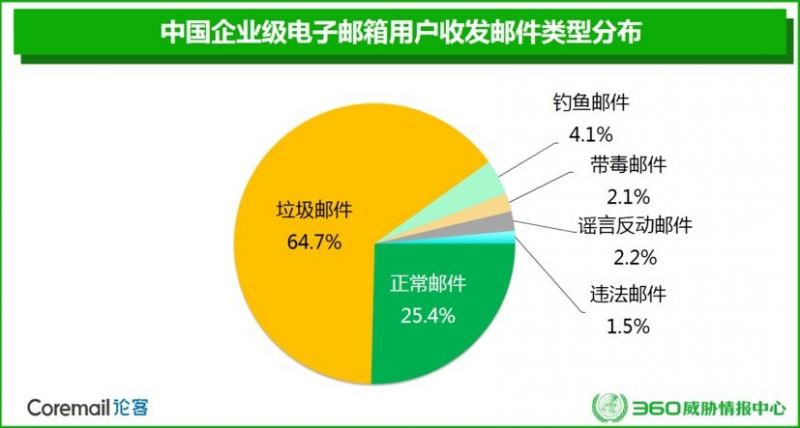 中国企业级电子邮箱用户收发邮件类型分布
钓鱼邮件
4.1%
带毒邮件
2.1%
谣言反动邮件
2.2%
违法邮件
1.5%
垃圾邮件
64.7%
正常邮件
25.4%
Coremail论客
360威胁情报中心